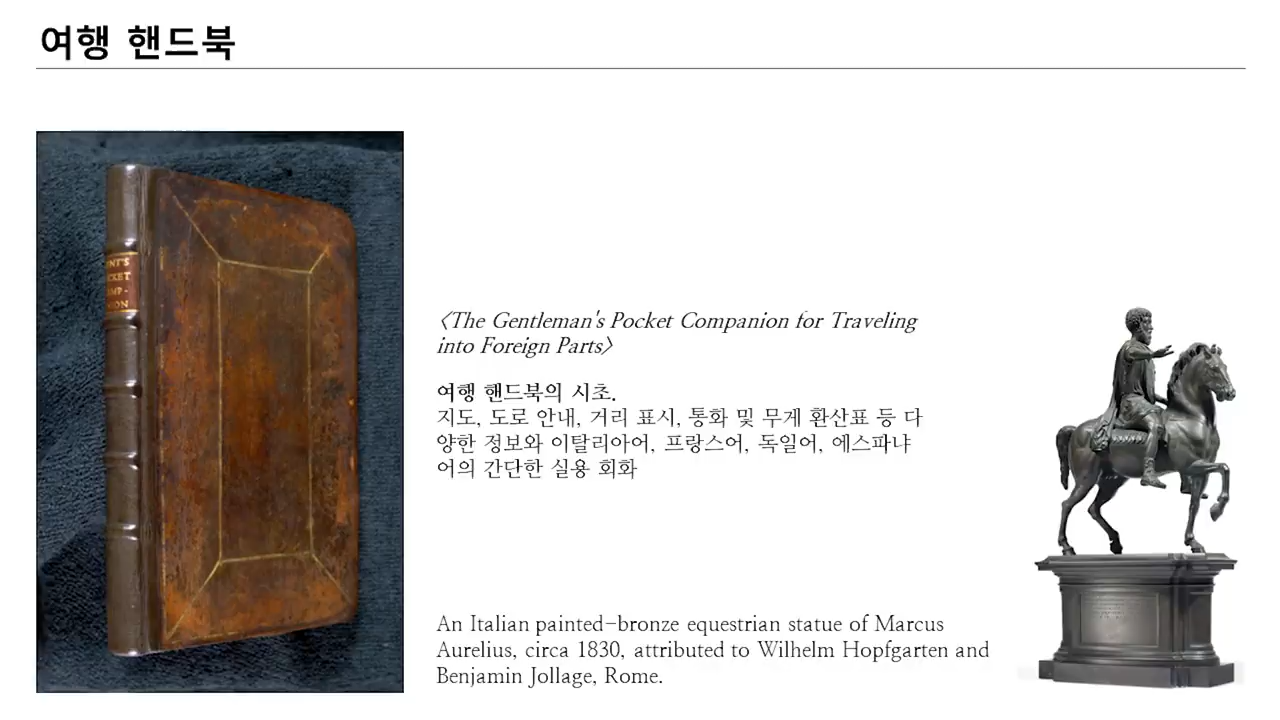 여행 핸드북
NT'S
CKET
MP-
ION
〈The Gentleman's Pocket Companion for Traveling
into Foreign Parts〉
여행 핸드북의 시초.
지도, 도로 안내, 거리 표시, 통화 및 무게 환산표 등 다
양한 정보와 이탈리아어, 프랑스어, 독일어, 에스파냐
어의 간단한 실용 회화
An Italian painted-bronze equestrian statue of Marcus
Aurelius, circa 1830, attributed to Wilhelm Hopfgarten and
Benjamin Jollage, Rome.